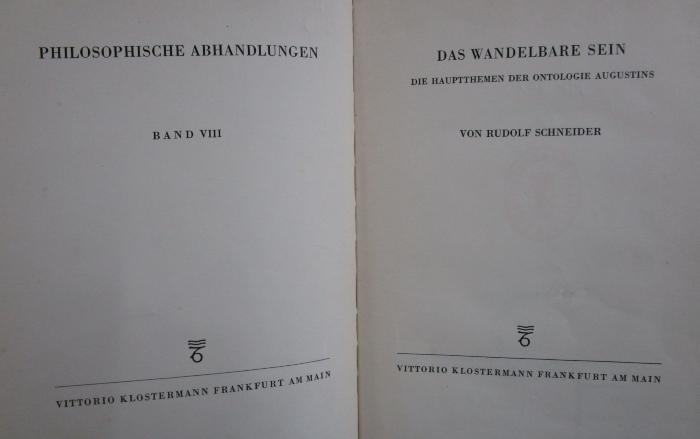 PHILOSOPHISCHE ABHANDLUNGEN
BAND VIII
VITTORIO KLOSTERMANN FRANKFURT AM MAIN
DAS WANDELBARE SEIN
DIE HAUPTTHEMEN DER ONTOLOGIE AUGUSTINS
VON RUDOLF SCHNEIDER
VITTORIO KLOSTERMANN FRANKFURT AM MAIN